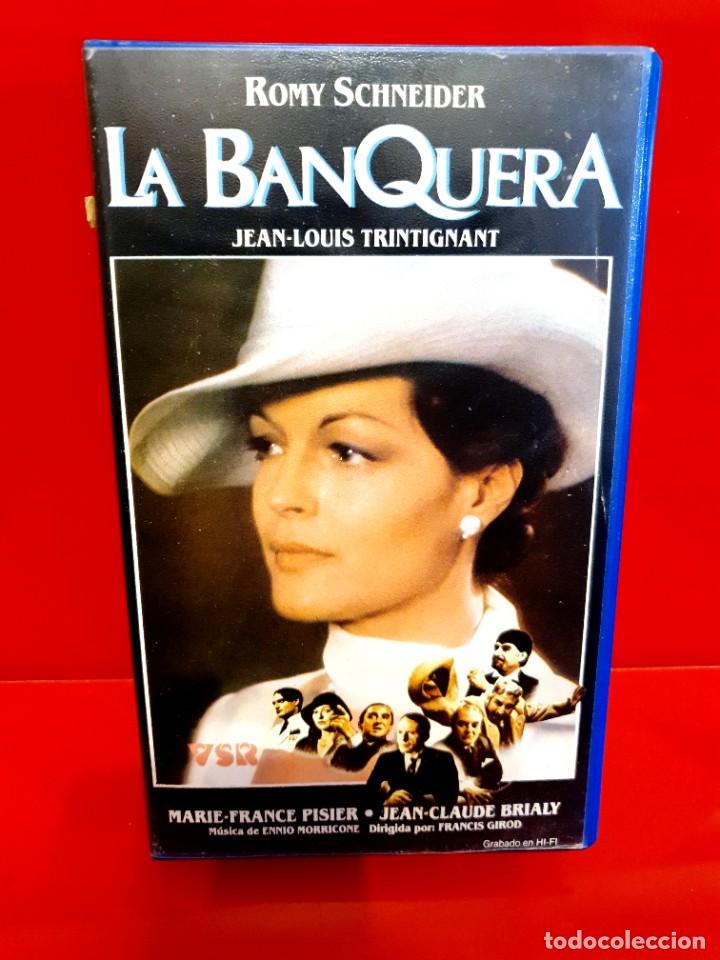 ROMY SCHNEIDER
LA BANQUERA
JEAN-LOUIS TRINTIGNANT
VSR
MARIE-FRANCE PISIER • JEAN-CLAUDE BRIALY
Música de ENNIO MORRICONE Dirigida por: FRANCIS GIROD
Grabado en HI-FI
todocoleccion